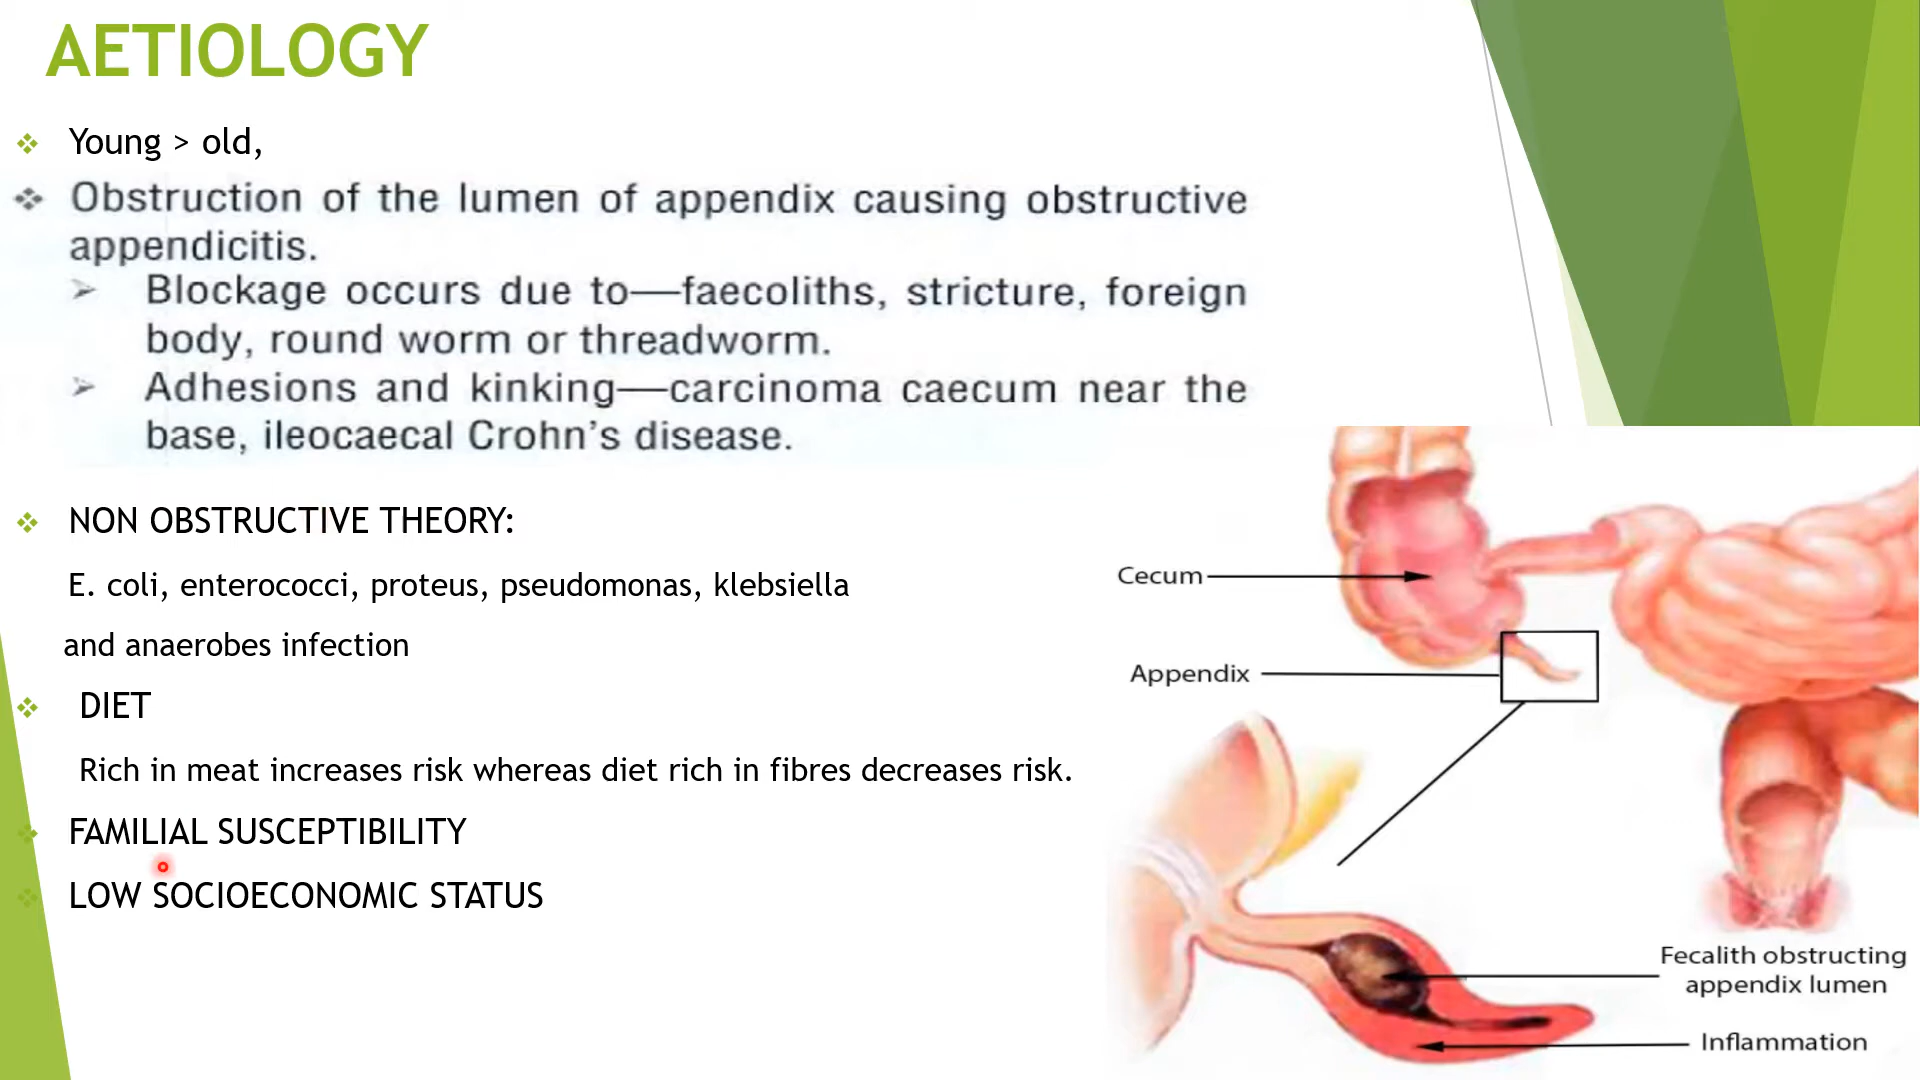 AETIOLOGY
Young > old,
Obstruction of the lumen of appendix causing obstructive
appendicitis.
Blockage occurs due to—faecoliths, stricture, foreign
body, round worm or threadworm.
Adhesions and kinking—carcinoma caecum near the
base, ileocaecal Crohn's disease.
NON OBSTRUCTIVE THEORY:
E. coli, enterococci, proteus, pseudomonas, klebsiella
and anaerobes infection
DIET
Rich in meat increases risk whereas diet rich in fibres decreases risk.
FAMILIAL SUSCEPTIBILITY
LOW SOCIOECONOMIC STATUS
Cecum
Appendix
Fecalith obstructing
appendix lumen
Inflammation